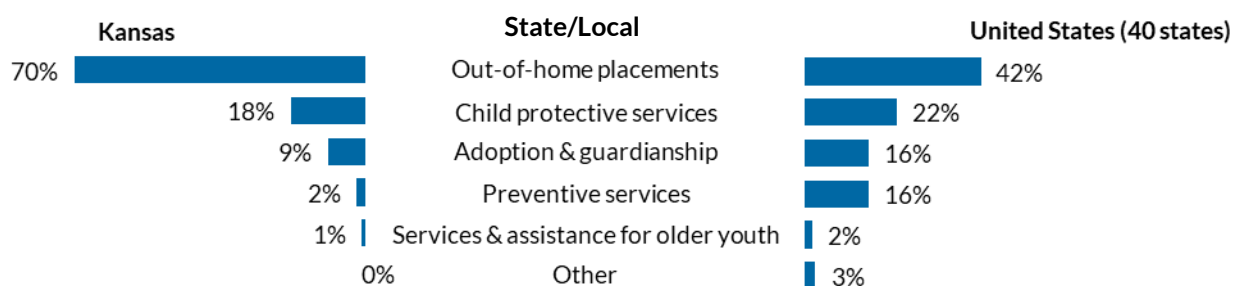 Kansas State/Local United States (40 states)
70% Out-of-home placements 42%
18% Child protective services 22%
9% Adoption & guardianship 16%
2% Preventive services 16%
1% Services & assistance for older youth 2%
0% Other 3%